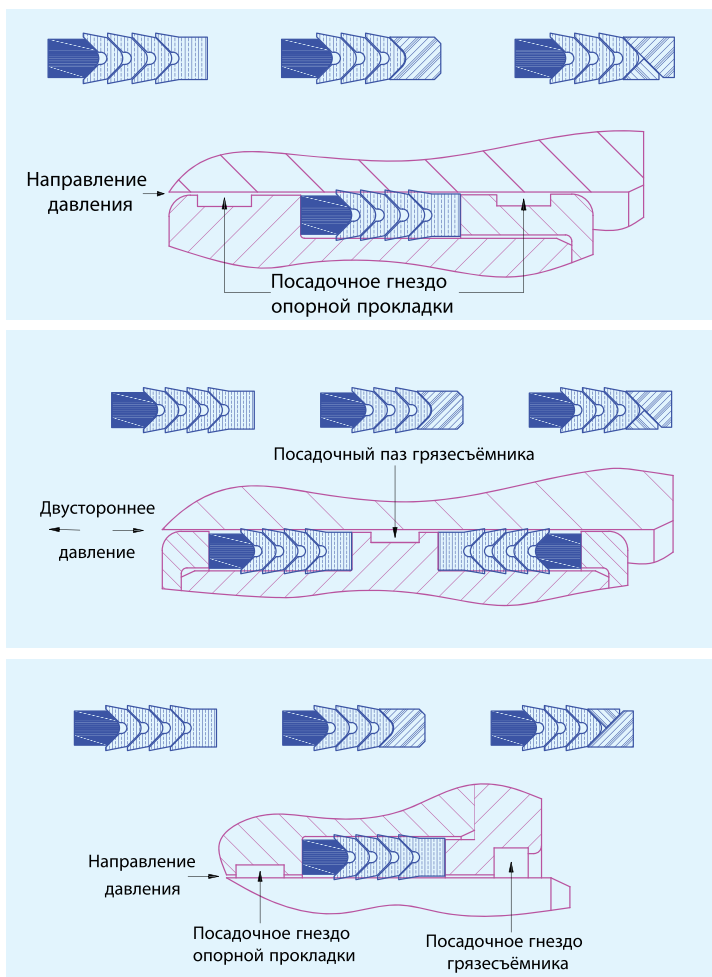 Направление
давления
Посадочное гнездо
опорной прокладки
Посадочный паз грязесъёмника
Двустороннее
давление
Направление
давления
Посадочное гнездо
опорной прокладки
Посадочное гнездо
грязесъёмника